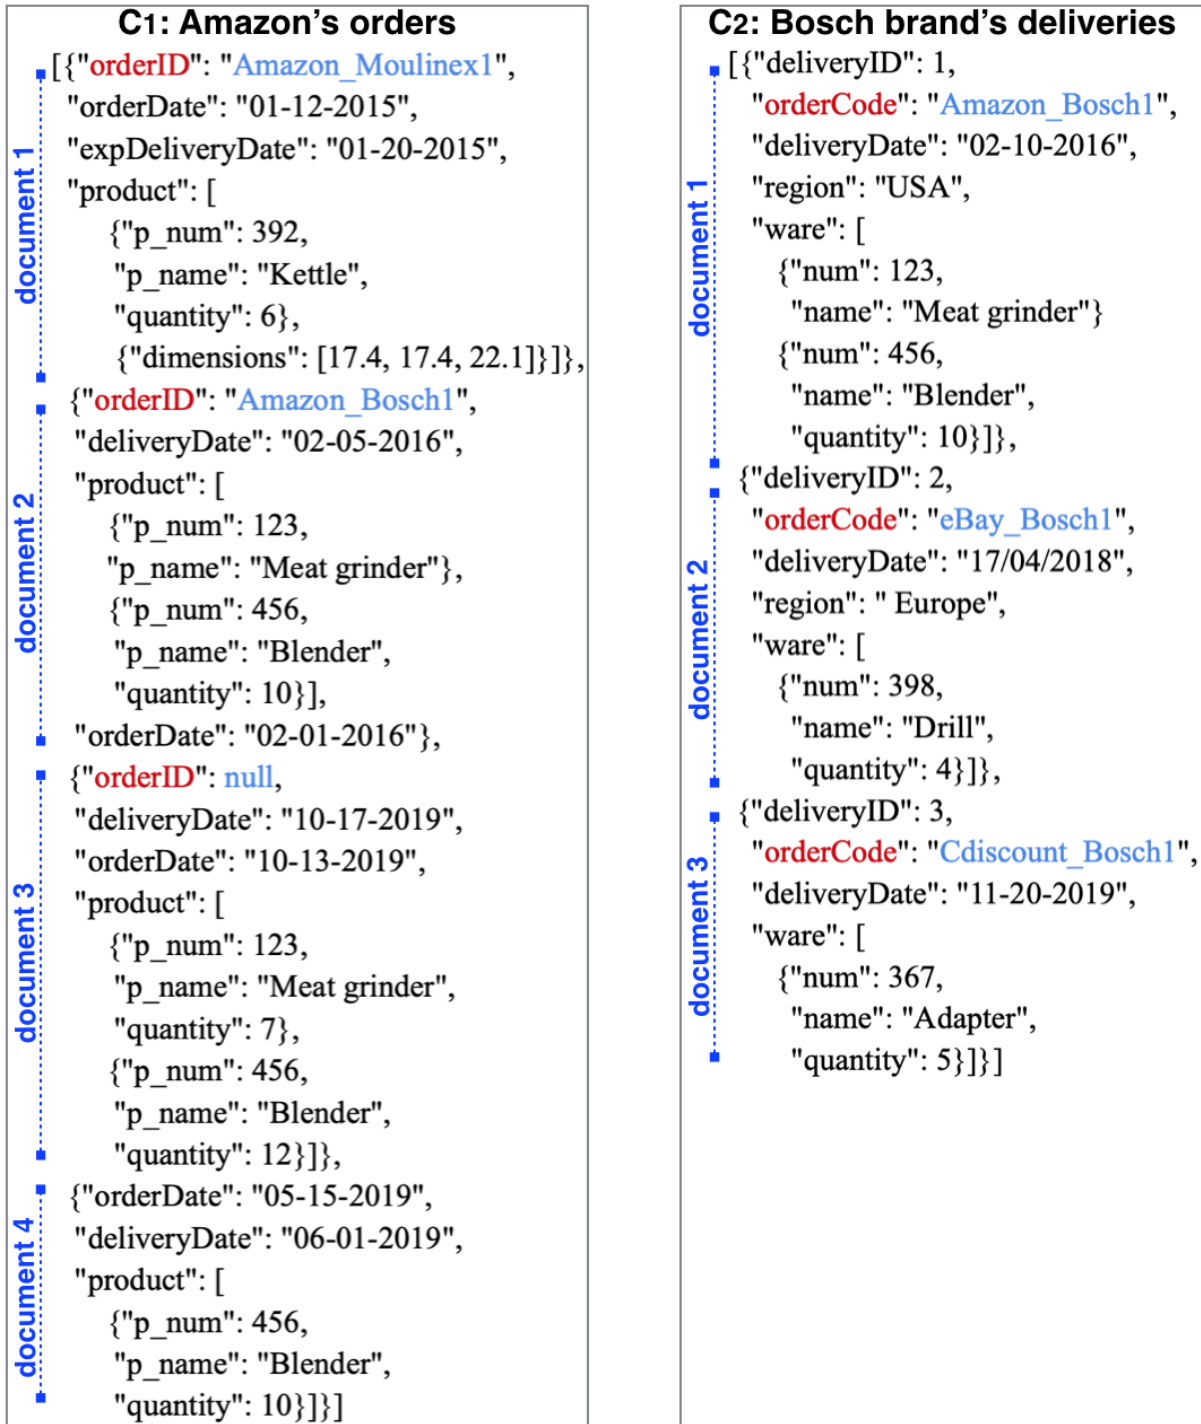 C1: Amazon's orders
[{"orderID": "Amazon_Moulinex1",
"orderDate": "01-12-2015",
"expDeliveryDate": "01-20-2015",
"product": [
{"p_num": 392,
"p_name": "Kettle",
"quantity": 6},
{"dimensions": [17.4, 17.4, 22.1]}]},
document 1
{"orderID": "Amazon_Bosch1",
"deliveryDate": "02-05-2016",
"product": [
{"p_num": 123,
"p_name": "Meat grinder"},
{"p_num": 456,
"p_name": "Blender",
"quantity": 10}],
"orderDate": "02-01-2016"},
document 2
{"orderID": null,
"deliveryDate": "10-17-2019",
"orderDate": "10-13-2019",
"product": [
{"p_num": 123,
"p_name": "Meat grinder",
"quantity": 7},
{"p_num": 456,
"p_name": "Blender",
"quantity": 12}]},
document 3
{"orderDate": "05-15-2019",
"deliveryDate": "06-01-2019",
"product": [
{"p_num": 456,
"p_name": "Blender",
"quantity": 10}]}]
document 4
C2: Bosch brand's deliveries
[{"deliveryID": 1,
"orderCode": "Amazon_Bosch1",
"deliveryDate": "02-10-2016",
"region": "USA",
"ware": [
{"num": 123,
"name": "Meat grinder"}
{"num": 456,
"name": "Blender",
"quantity": 10}]},
document 1
{"deliveryID": 2,
"orderCode": "eBay_Bosch1",
"deliveryDate": "17/04/2018",
"region": " Europe",
"ware": [
{"num": 398,
"name": "Drill",
"quantity": 4}]},
document 2
{"deliveryID": 3,
"orderCode": "Cdiscount_Bosch1",
"deliveryDate": "11-20-2019",
"ware": [
{"num": 367,
"name": "Adapter",
"quantity": 5}]}]
document 3